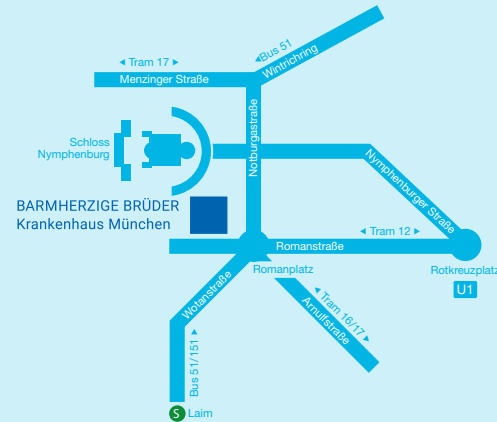 Bus 51
Wintrichring
Tram 17
Menzinger Straße
Notburgastraße
Schloss
Nymphenburg
Nymphenburger Straße
BARMHERZIGE BRÜDER
Krankenhaus München
Tram 12
Romanstraße
Romanplatz
Rotkreuzplatz
U1
Wotanstraße
Tram 16/17
Arnulfstraße
Bus 51/151
S Laim